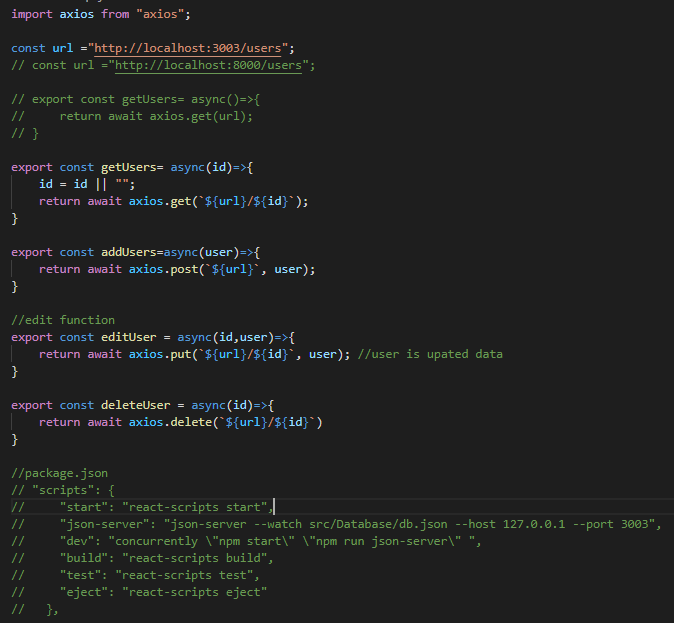 import axios from "axios";
const url ="http://localhost:3003/users";
// const url ="http://localhost:8000/users";
// export const getUsers= async()=>{
//     return await axios.get(url);
// }
export const getUsers= async(id)=>{
    id = id || "";
    return await axios.get(`${url}/${id}`);
}
export const addUsers=async(user)=>{
    return await axios.post(`${url}`, user);
}
//edit function
export const editUser = async(id,user)=>{
    return await axios.put(`${url}/${id}`, user); //user is upated data
}
export const deleteUser = async(id)=>{
    return await axios.delete(`${url}/${id}`)
}
//package.json
// "scripts": {
//     "start": "react-scripts start",
//     "json-server": "json-server --watch src/Database/db.json --host 127.0.0.1 --port 3003",
//     "dev": "concurrently \"npm start\" \"npm run json-server\" ",
//     "build": "react-scripts build",
//     "test": "react-scripts test",
//     "eject": "react-scripts eject"
//   },